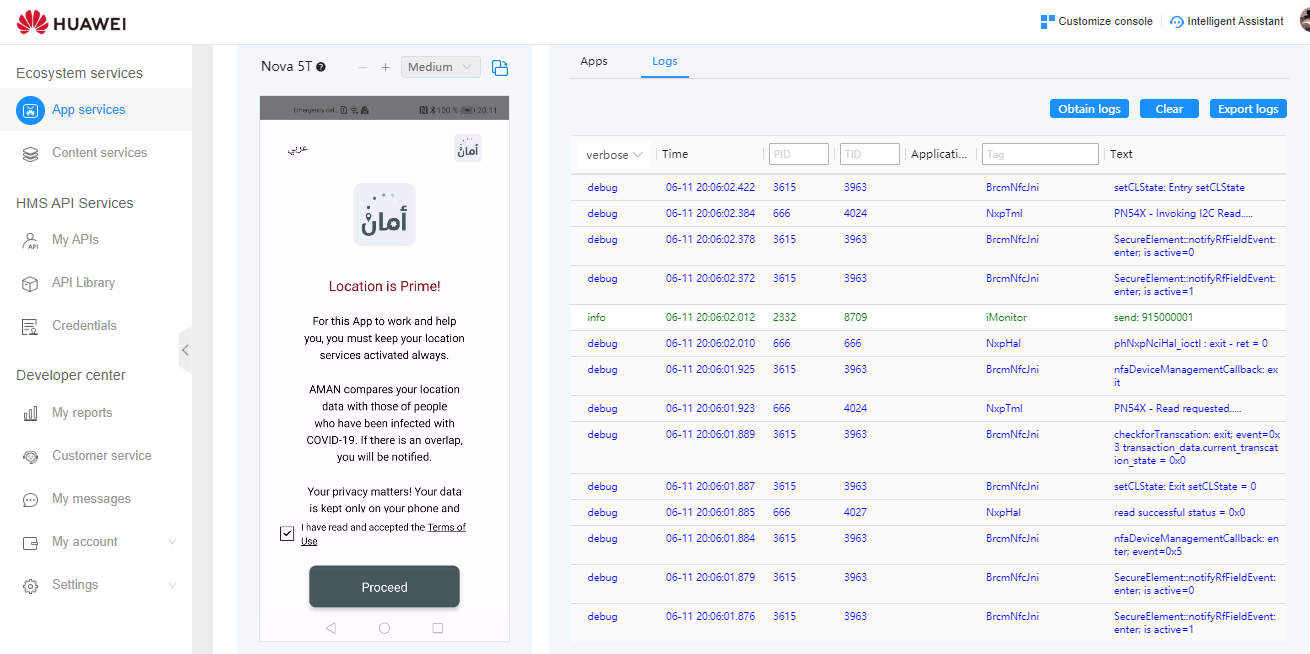 HUAWEI
Customize console
Intelligent Assistant
Ecosystem services
App services
Content services
HMS API Services
My APIs
API Library
Credentials
Developer center
My reports
Customer service
My messages
My account
Settings
Nova 5T
Medium
Emergency cal...
100 %
20:11
عربي
أمان
أمان
Location is Prime!
For this App to work and help
you, you must keep your location
services activated always.
AMAN compares your location
data with those of people
who have been infected with
COVID-19. If there is an overlap,
you will be notified.
Your privacy matters! Your data
is kept only on your phone and
I have read and accepted the Terms of
Use
Proceed
Apps
Logs
Obtain logs
Clear
Export logs
verbose Time PID TID Applicati... Tag Text
debug 06-11 20:06:02.422 3615 3963 BrcmNfcJni setCLState: Entry setCLState
debug 06-11 20:06:02.384 666 4024 NxpTml PN54X - Invoking I2C Read.....
debug 06-11 20:06:02.378 3615 3963 BrcmNfcJni SecureElement::notifyRfFieldEvent:
enter; is active=0
debug 06-11 20:06:02.372 3615 3963 BrcmNfcJni SecureElement::notifyRfFieldEvent:
enter; is active=1
info 06-11 20:06:02.012 2332 8709 iMonitor send: 915000001
debug 06-11 20:06:02.010 666 666 NxpHal phNxpNciHal_ioctl : exit - ret = 0
debug 06-11 20:06:01.925 3615 3963 BrcmNfcJni nfaDeviceManagementCallback: ex
it
debug 06-11 20:06:01.923 666 4024 NxpTml PN54X - Read requested.....
debug 06-11 20:06:01.889 3615 3963 BrcmNfcJni checkforTranscation: exit; event=0x
3 transaction_data.current_transcat
ion_state = 0x0
debug 06-11 20:06:01.887 3615 3963 BrcmNfcJni setCLState: Exit setCLState = 0
debug 06-11 20:06:01.885 666 4027 NxpHal read successful status = 0x0
debug 06-11 20:06:01.884 3615 3963 BrcmNfcJni nfaDeviceManagementCallback: en
ter; event=0x5
debug 06-11 20:06:01.879 3615 3963 BrcmNfcJni SecureElement::notifyRfFieldEvent:
enter; is active=0
debug 06-11 20:06:01.876 3615 3963 BrcmNfcJni SecureElement::notifyRfFieldEvent:
enter; is active=1